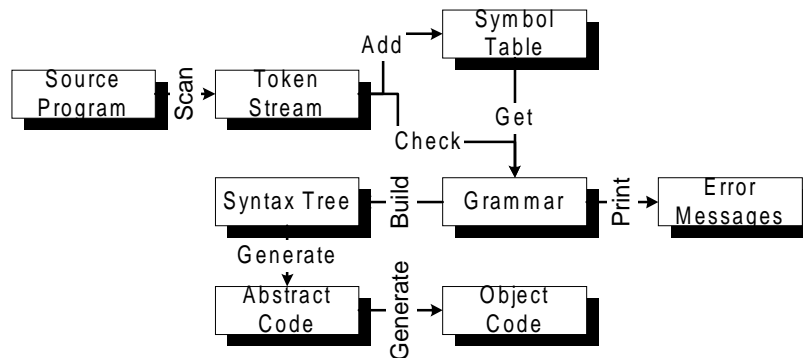 Symbol
Table
Add
Source
Program
Scan
Token
Stream
Check
Get
Syntax Tree
Build
Grammar
Print
Error
Messages
Generate
Abstract
Code
Generate
Object
Code